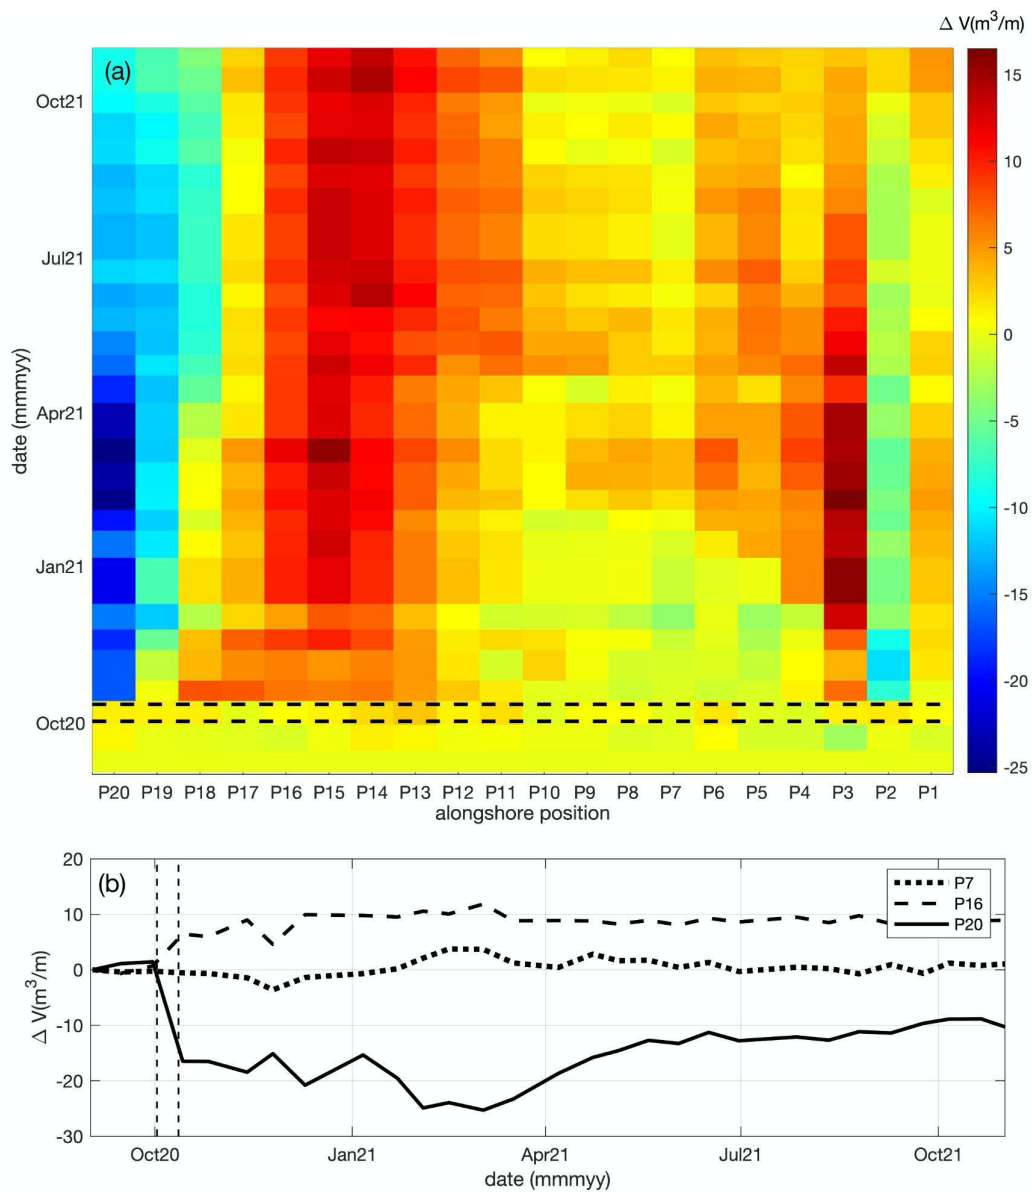 Δ V(m³/m)
(a)
15
10
5
0
-5
-10
-15
-20
-25
Oct21
Jul21
Apr21
Jan21
Oct20
date (mmmyy)
P20 P19 P18 P17 P16 P15 P14 P13 P12 P11 P10 P9 P8 P7 P6 P5 P4 P3 P2 P1
alongshore position
(b)
20
10
0
-10
-20
-30
Δ V(m³/m)
P7
P16
P20
Oct20 Jan21 Apr21 Jul21 Oct21
date (mmmyy)